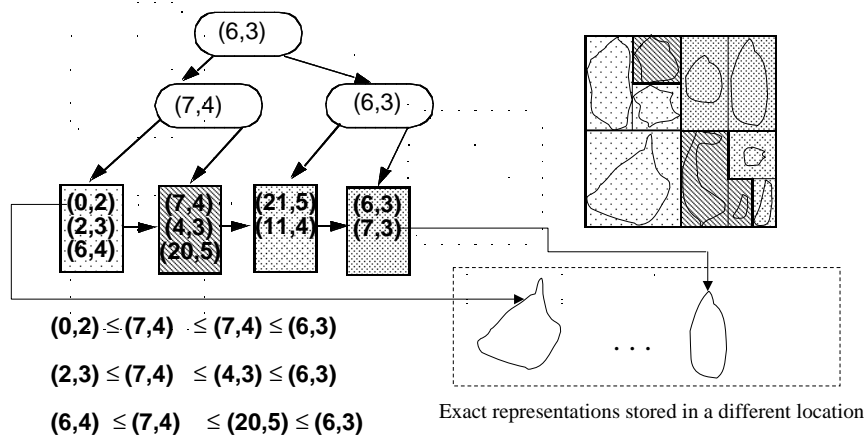 (6,3)
(7,4)
(6,3)
(0,2)
(2,3)
(6,4)
(7,4)
(4,3)
(20,5)
(21,5)
(11,4)
(6,3)
(7,3)
(0,2) ≤ (7,4) ≤ (7,4) ≤ (6,3)
(2,3) ≤ (7,4) ≤ (4,3) ≤ (6,3)
(6,4) ≤ (7,4) ≤ (20,5) ≤ (6,3)
. . .
Exact representations stored in a different location